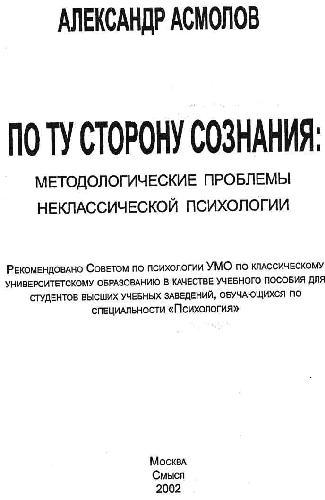 АЛЕКСАНДР АСМОЛОВ
ПО ТУ СТОРОНУ СОЗНАНИЯ:
МЕТОДОЛОГИЧЕСКИЕ ПРОБЛЕМЫ
НЕКЛАССИЧЕСКОЙ ПСИХОЛОГИИ
РЕКОМЕНДОВАНО СОВЕТОМ ПО ПСИХОЛОГИИ УМО ПО КЛАССИЧЕСКОМУ
УНИВЕРСИТЕТСКОМУ ОБРАЗОВАНИЮ В КАЧЕСТВЕ УЧЕБНОГО ПОСОБИЯ ДЛЯ
СТУДЕНТОВ ВЫСШИХ УЧЕБНЫХ ЗАВЕДЕНИЙ, ОБУЧАЮЩИХСЯ ПО
СПЕЦИАЛЬНОСТИ «ПСИХОЛОГИЯ»
МОСКВА
СМЫСЛ
2002